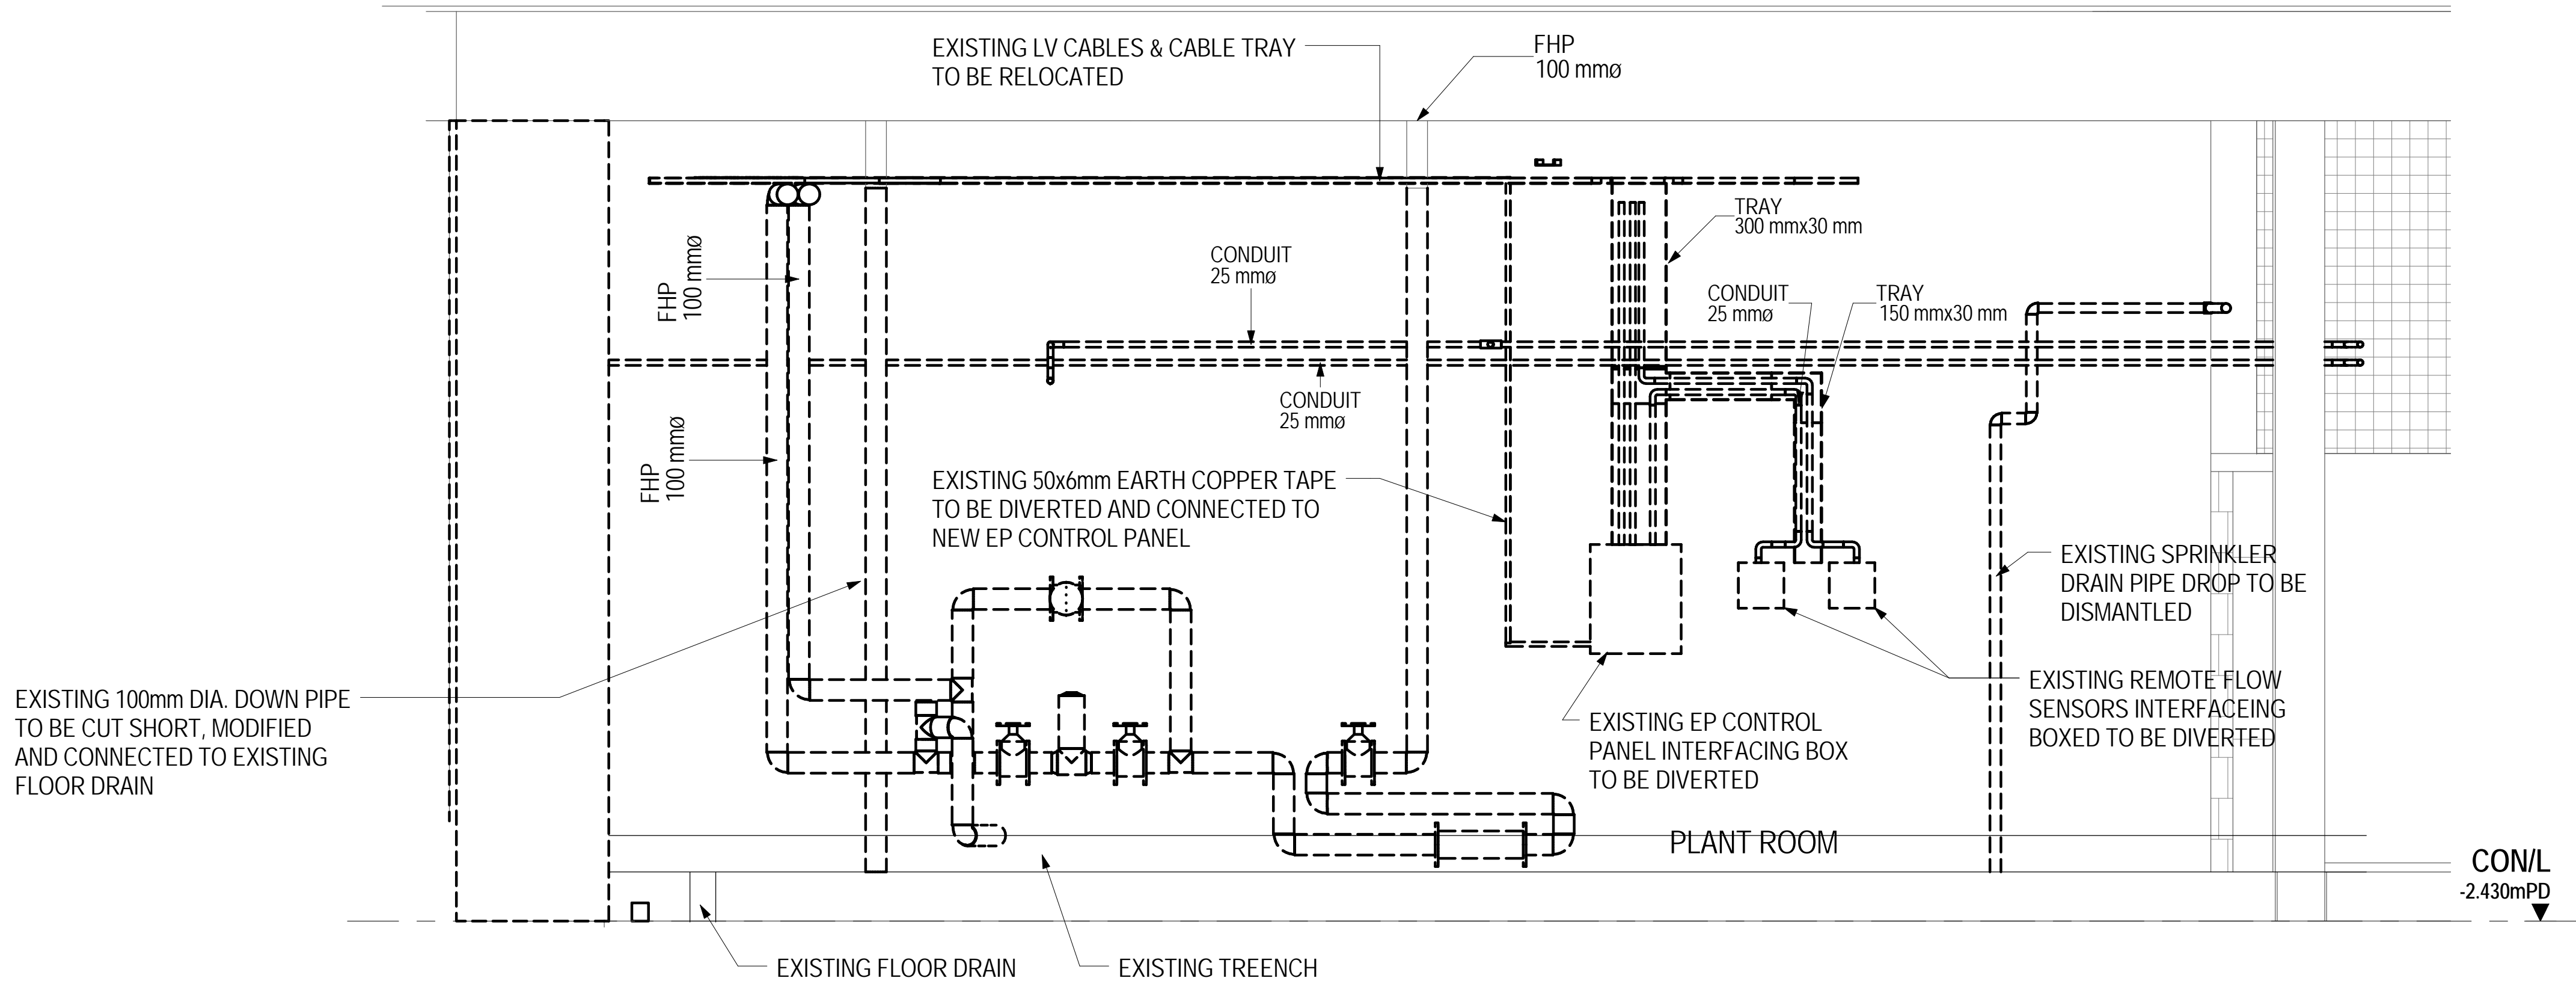 EXISTING LV CABLES & CABLE TRAY
TO BE RELOCATED
FHP
100 mmø
TRAY
300 mmx30 mm
FHP
100 mmø
CONDUIT
25 mmø
CONDUIT
25 mmø
TRAY
150 mmx30 mm
CONDUIT
25 mmø
FHP
100 mmø
EXISTING 50x6mm EARTH COPPER TAPE
TO BE DIVERTED AND CONNECTED TO
NEW EP CONTROL PANEL
EXISTING SPRINKLER
DRAIN PIPE DROP TO BE
DISMANTLED
EXISTING 100mm DIA. DOWN PIPE
TO BE CUT SHORT, MODIFIED
AND CONNECTED TO EXISTING
FLOOR DRAIN
EXISTING REMOTE FLOW
SENSORS INTERFACEING
BOXED TO BE DIVERTED
EXISTING EP CONTROL
PANEL INTERFACING BOX
TO BE DIVERTED
PLANT ROOM
CON/L
-2.430mPD
EXISTING FLOOR DRAIN
EXISTING TREENCH